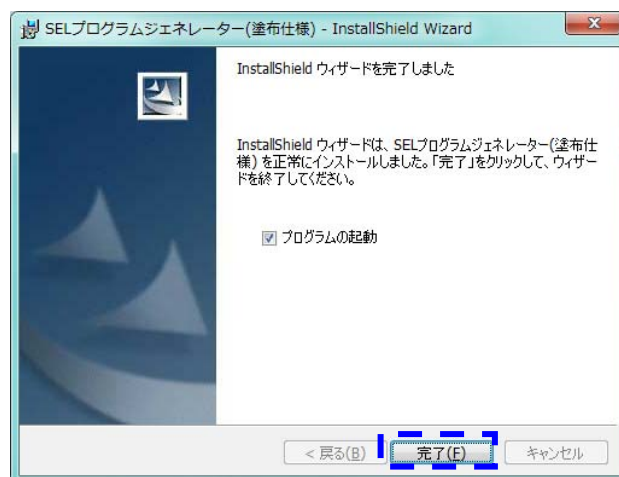 SELプログラムジェネレーター(塗布仕様) - InstallShield Wizard
InstallShield ウィザードを完了しました
InstallShield ウィザードは、SELプログラムジェネレーター(塗布仕
様) を正常にインストールしました。「完了」をクリックして、ウィザー
ドを終了してください。
プログラムの起動
< 戻る(B)
完了(F)
キャンセル